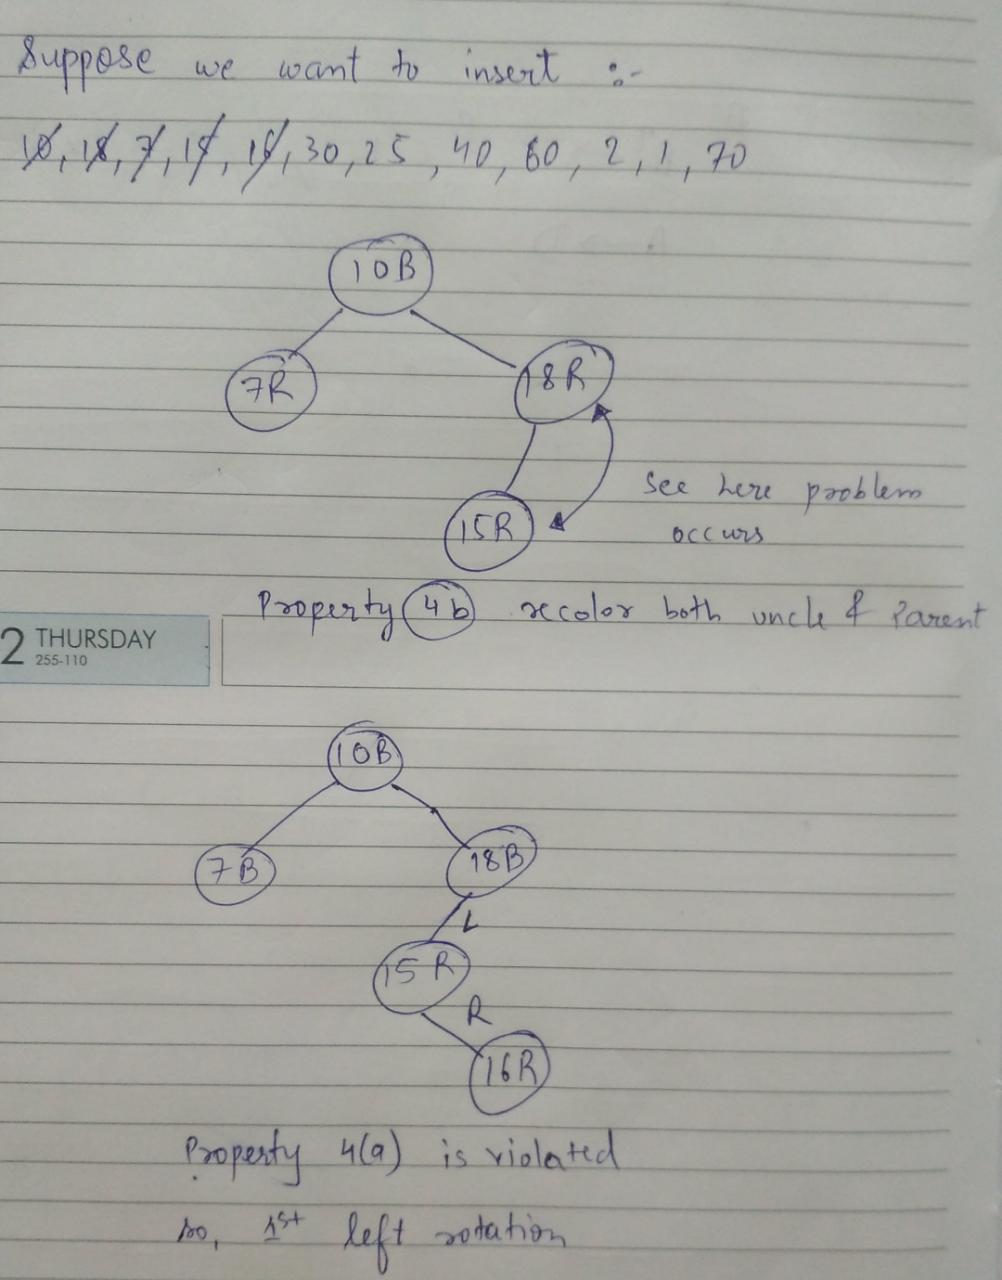 Suppose we want to insert :-
10, 18, 7, 15, 16, 30, 25, 40, 60, 2, 1, 70
10B
7R
18R
15R
See here problem
occurs
Property 4b recolor both uncle & Parent
2 THURSDAY
255-110
10B
7B
18B
L
15R
R
16R
Property 4(a) is violated
so, 1st left rotation